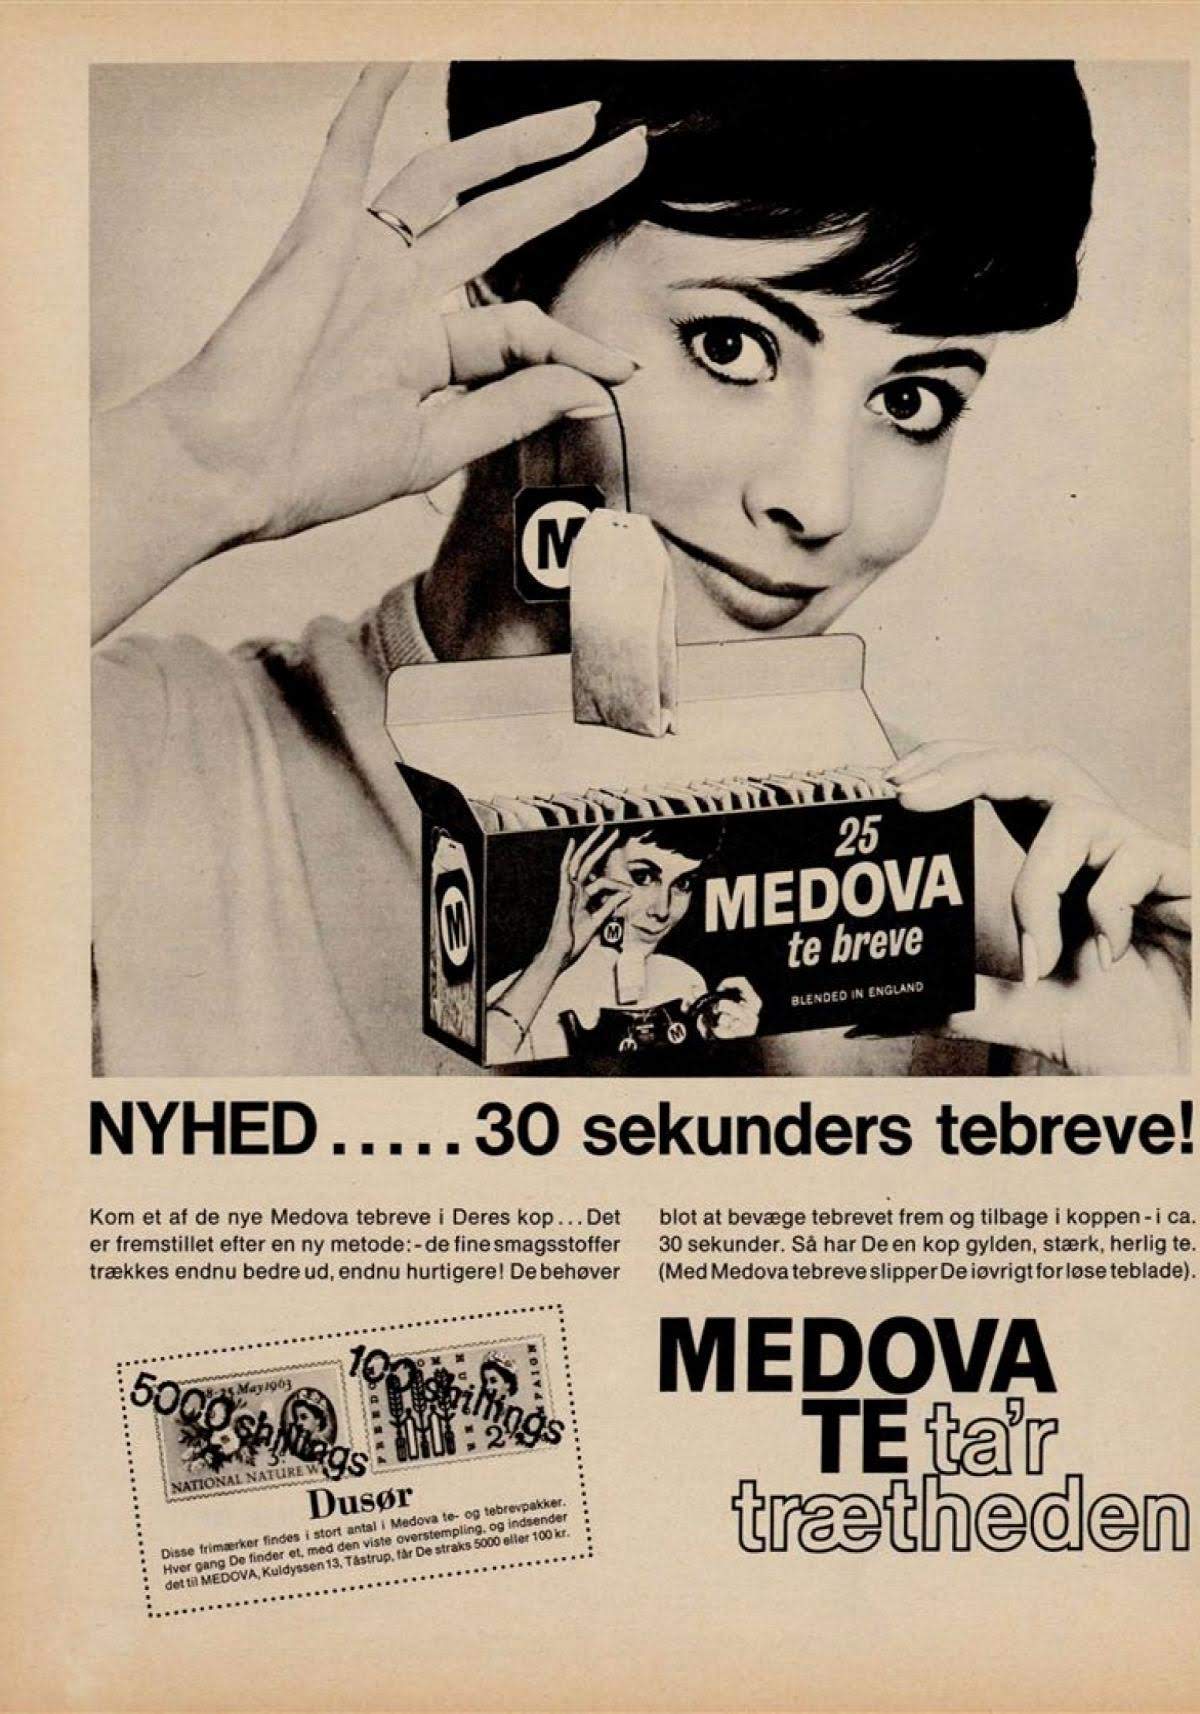 M
25
MEDOVA
te breve
BLENDED IN ENGLAND
M
M
M
NYHED.....30 sekunders tebreve!
Kom et af de nye Medova tebreve i Deres kop...Det
er fremstillet efter en ny metode:-de fine smagsstoffer
trækkes endnu bedre ud, endnu hurtigere! De behøver
blot at bevæge tebrevet frem og tilbage i koppen-i ca.
30 sekunder. Så har De en kop gylden, stærk, herlig te.
(Med Medova tebreve slipper De iøvrigt for løse teblade).
5000 shillings
100 shillings
May 1963
NATIONAL NATURE W
Dusør
Disse frimærker findes i stort antal i Medova te- og tebrevpakker.
Hver gang De finder et, med den viste overstempling, og indsender
det til MEDOVA, Kuldyssen 13, Tåstrup, får De straks 5000 eller 100 kr.
MEDOVA
TE ta'r
trætheden